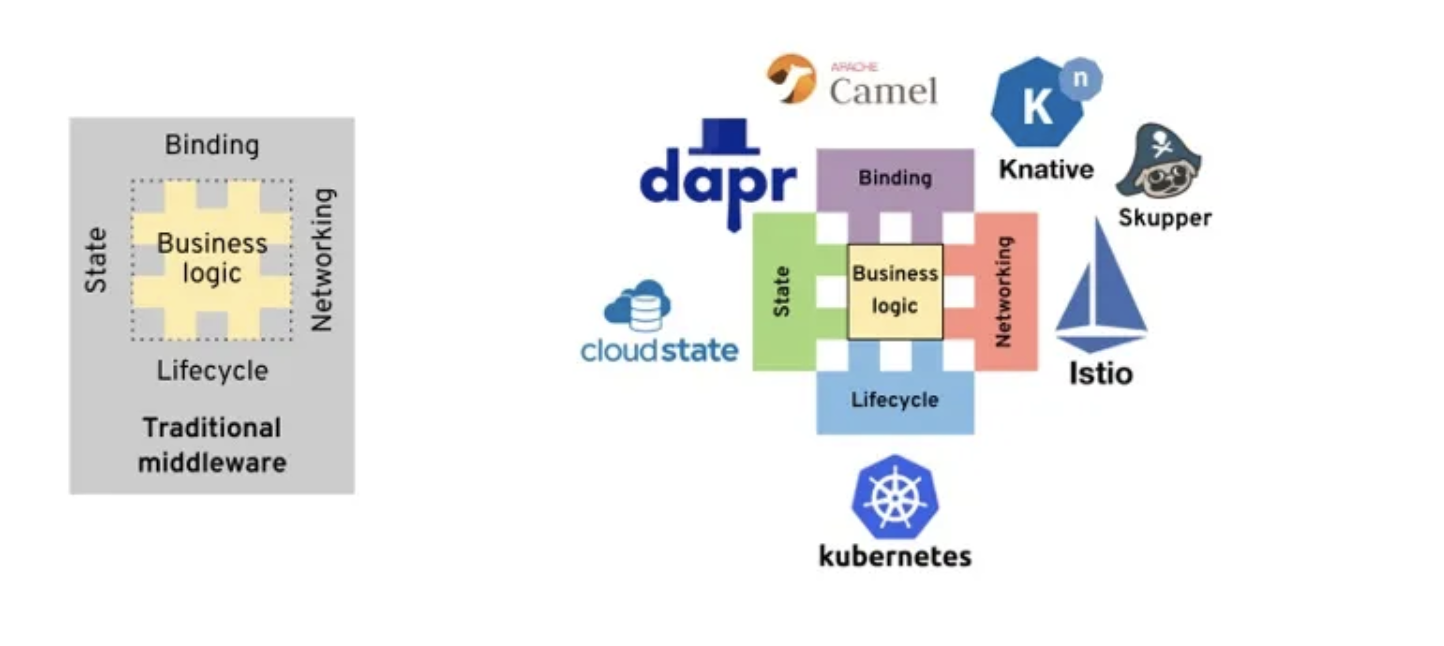 Binding
State
Business
logic
Networking
Lifecycle
Traditional
middleware
APACHE
Camel
K
n
Knative
dapr
Skupper
Binding
State
Business
logic
Networking
cloudstate
Istio
Lifecycle
kubernetes